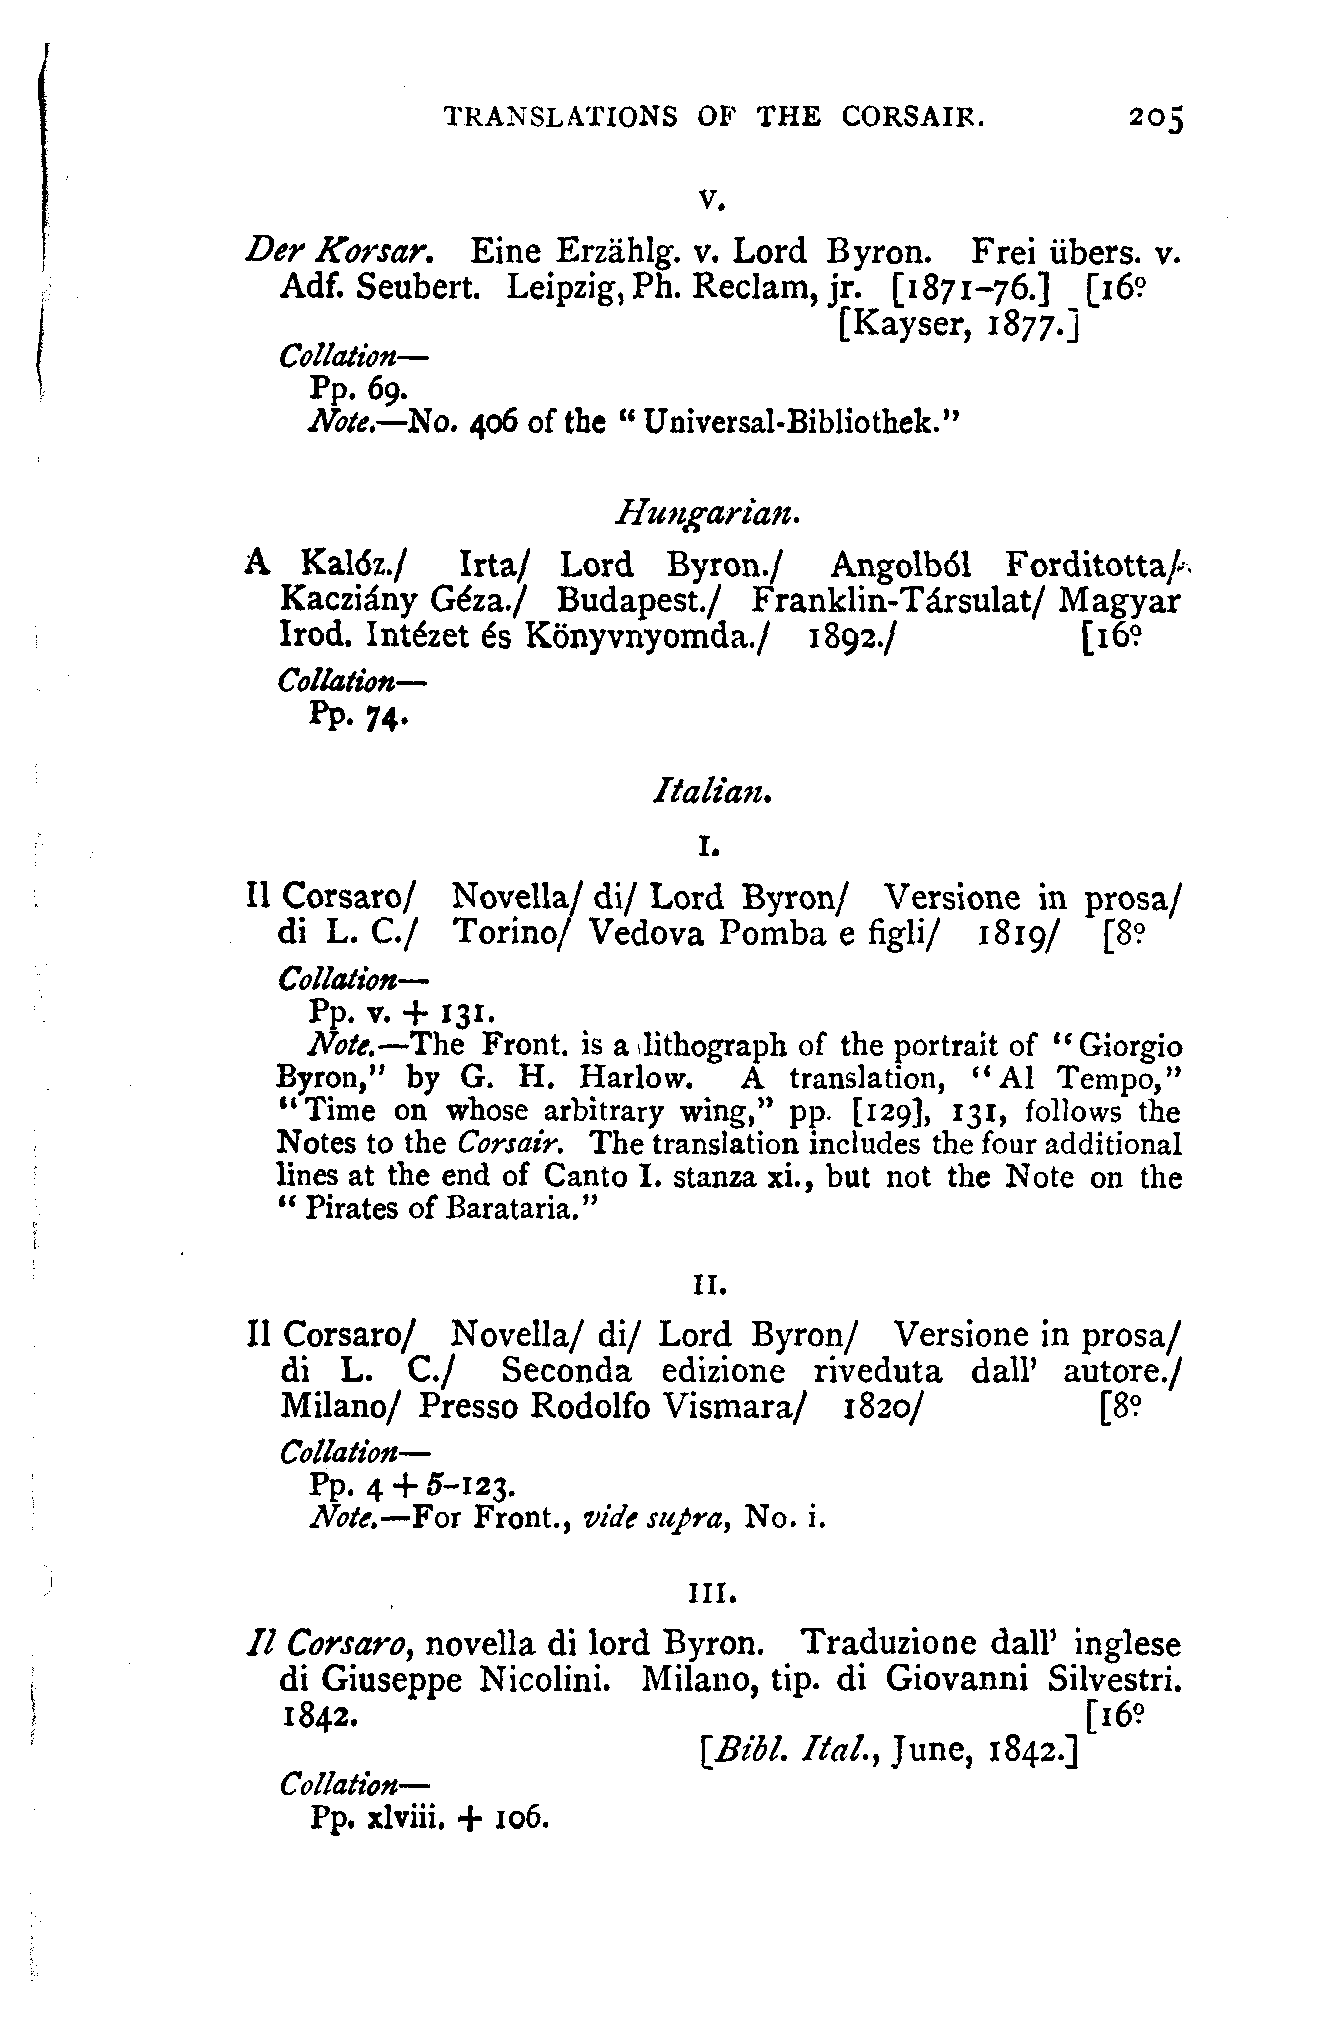 TRANSLATIONS OF THE CORSAIR. 205
V.
Der Korsar. Eine Erzählg. v. Lord Byron. Frei übers. v.
Adf. Seubert. Leipzig, Ph. Reclam, jr. [1871–76.] [16º
[Kayser, 1877.]
Collation—
Pp. 69.
Note.—No. 406 of the “Universal-Bibliothek.”
Hungarian.
A Kalóz./ Irta/ Lord Byron./ Angolból Forditotta/
Kacziány Géza./ Budapest./ Franklin-Társulat/ Magyar
Irod. Intézet és Könyvnyomda./ 1892./ [16º
Collation—
Pp. 74.
Italian.
I.
Il Corsaro/ Novella/ di/ Lord Byron/ Versione in prosa/
di L. C./ Torino/ Vedova Pomba e figli/ 1819/ [8º
Collation—
Pp. v. + 131.
Note.—The Front. is a lithograph of the portrait of “Giorgio
Byron,” by G. H. Harlow. A translation, “Al Tempo,”
“Time on whose arbitrary wing,” pp. [129], 131, follows the
Notes to the Corsair. The translation includes the four additional
lines at the end of Canto I. stanza xi., but not the Note on the
“Pirates of Barataria.”
II.
Il Corsaro/ Novella/ di/ Lord Byron/ Versione in prosa/
di L. C./ Seconda edizione riveduta dall’ autore./
Milano/ Presso Rodolfo Vismara/ 1820/ [8º
Collation—
Pp. 4 + 5–123.
Note.—For Front., vide supra, No. i.
III.
Il Corsaro, novella di lord Byron. Traduzione dall’ inglese
di Giuseppe Nicolini. Milano, tip. di Giovanni Silvestri.
1842. [16º
[Bibl. Ital., June, 1842.]
Collation—
Pp. xlviii. + 106.